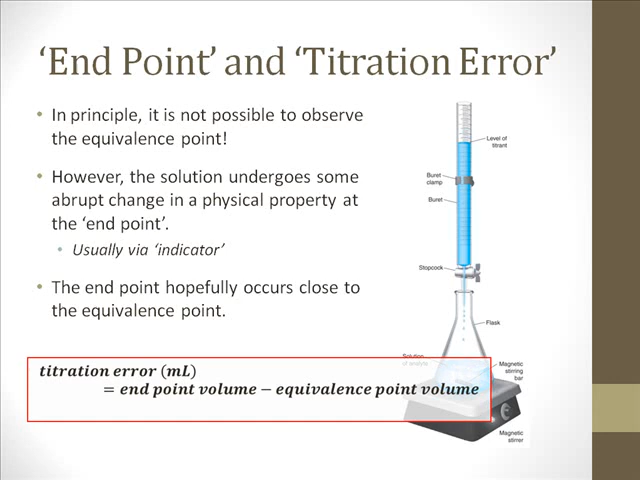 ‘End Point’ and ‘Titration Error’
• In principle, it is not possible to observe
the equivalence point!
• However, the solution undergoes some
abrupt change in a physical property at
the ‘end point’.
• Usually via ‘indicator’
• The end point hopefully occurs close to
the equivalence point.
titration error (mL)
= end point volume − equivalence point volume
Level of
titrant
Buret
clamp
Buret
Stopcock
Flask
Solution
of analyte
Magnetic
stirring
bar
Magnetic
stirrer